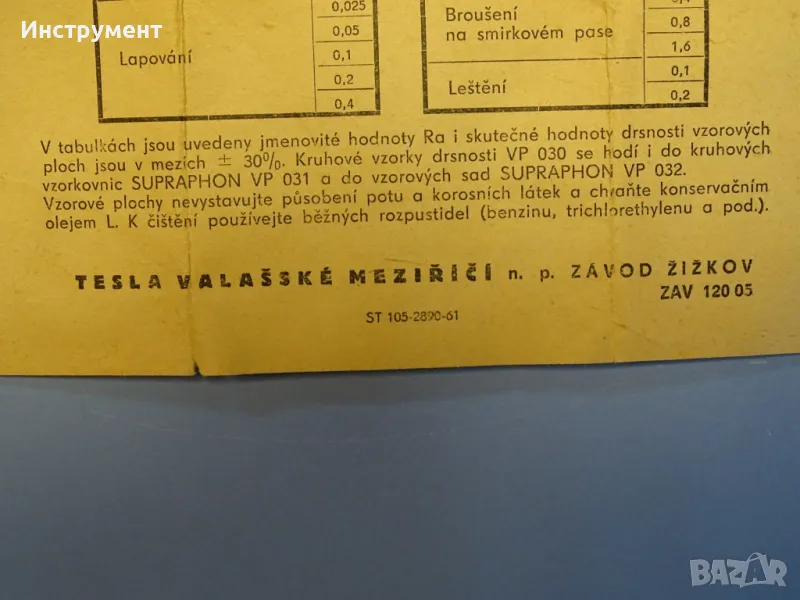 Инструмент
0,025
0,05
Lapování
0,1
0,2
0,4
Broušení
na smirkovém pase
0,8
1,6
Leštění
0,1
0,2
V tabulkách jsou uvedeny jmenovité hodnoty Ra i skutečné hodnoty drsnosti vzorových
ploch jsou v mezích ± 30%. Kruhové vzorky drsnosti VP 030 se hodí i do kruhových
vzorkovnic SUPRAPHON VP 031 a do vzorových sad SUPRAPHON VP 032.
Vzorové plochy nevystavujte působení potu a korosních látek a chraňte konservačním
olejem L. K čištění používejte běžných rozpustidel (benzinu, trichlorethylenu a pod.).
TESLA VALAŠSKÉ MEZIŘÍČÍ n. p. ZÁVOD ŽIŽKOV
ZAV 120 05
ST 105-2890-61
BAZAR